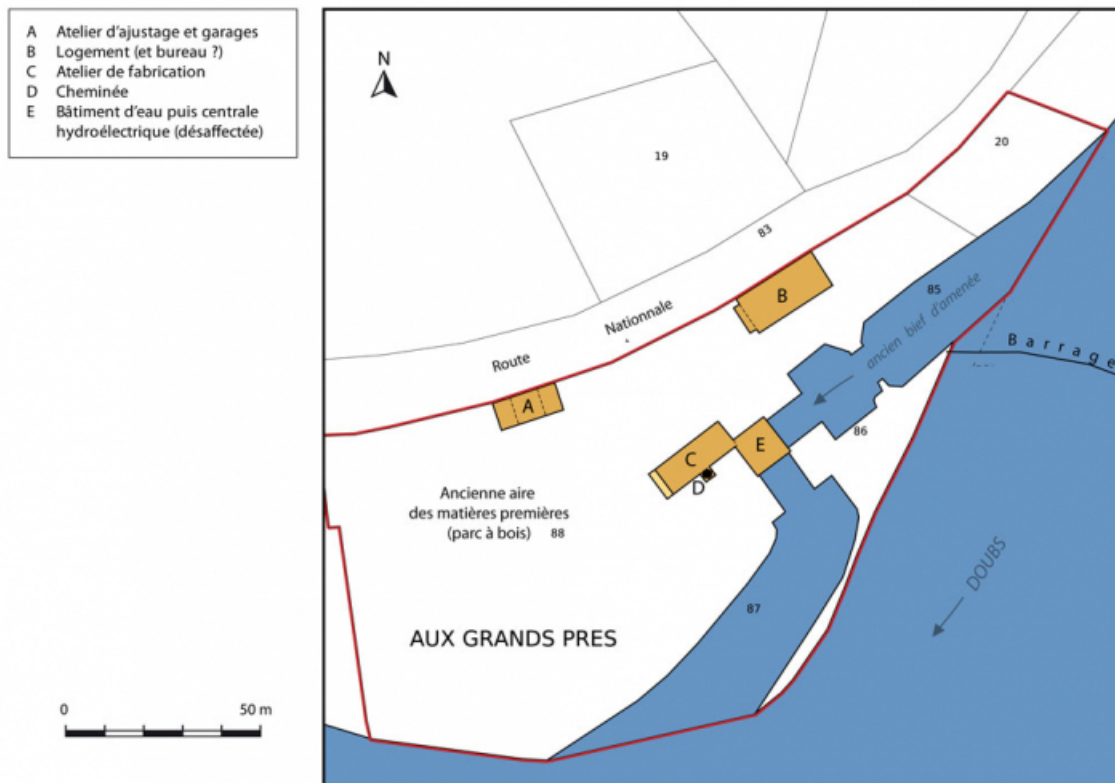 A Atelier d'ajustage et garages
B Logement (et bureau ?)
C Atelier de fabrication
D Cheminée
E Bâtiment d'eau puis centrale
hydroélectrique (désaffectée)
N
19
20
83
B
85
ancien bief d'amenée
Nationnale
Route
Barrage
A
86
E
C
D
Ancienne aire
des matières premières
(parc à bois) 88
DOUBS
87
AUX GRANDS PRES
0 50 m